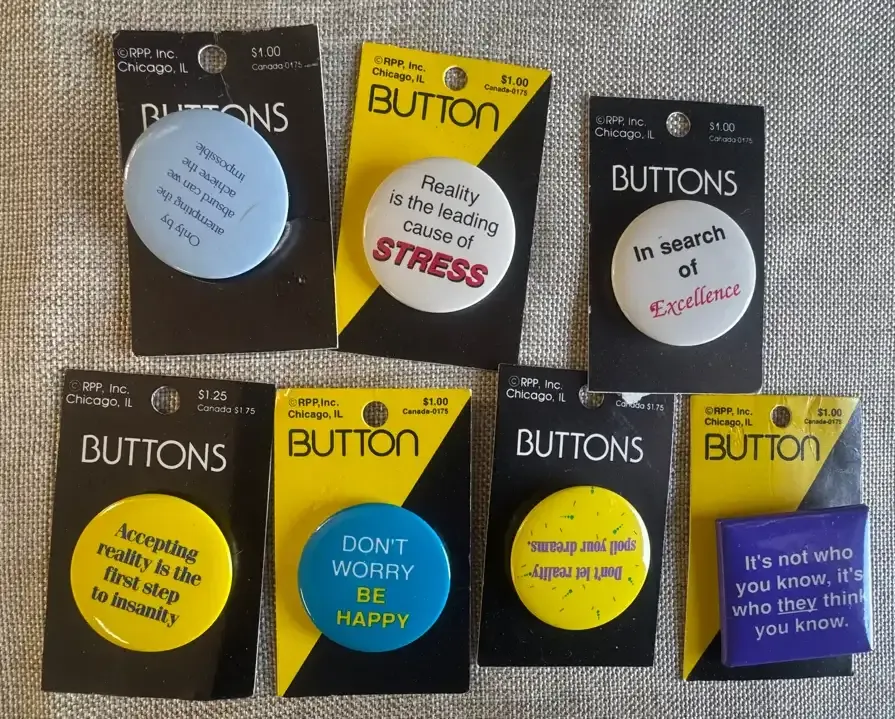 ©RPP, Inc.
Chicago, IL
$1.00
Canada 0175
BUTTONS
Only by
attempting the
absurd can we
achieve the
impossible
©RPP, Inc.
Chicago, IL
$1.00
Canada-0175
BUTTON
Reality
is the leading
cause of
STRESS
©RPP, Inc.
Chicago, IL
$1.00
Canada 0175
BUTTONS
In search
of
Excellence
©RPP, Inc.
Chicago, IL
$1.25
Canada $1.75
BUTTONS
Accepting
reality is the
first step
to insanity
©RPP, Inc.
Chicago, IL
$1.00
Canada-0175
BUTTON
DON'T
WORRY
BE
HAPPY
©RPP, Inc.
Chicago, IL
Canada $1.75
BUTTONS
Don't let reality
spoil your dreams.
©RPP, Inc.
Chicago, IL
$1.00
Canada-0175
BUTTON
It's not who
you know, it's
who they think
you know.